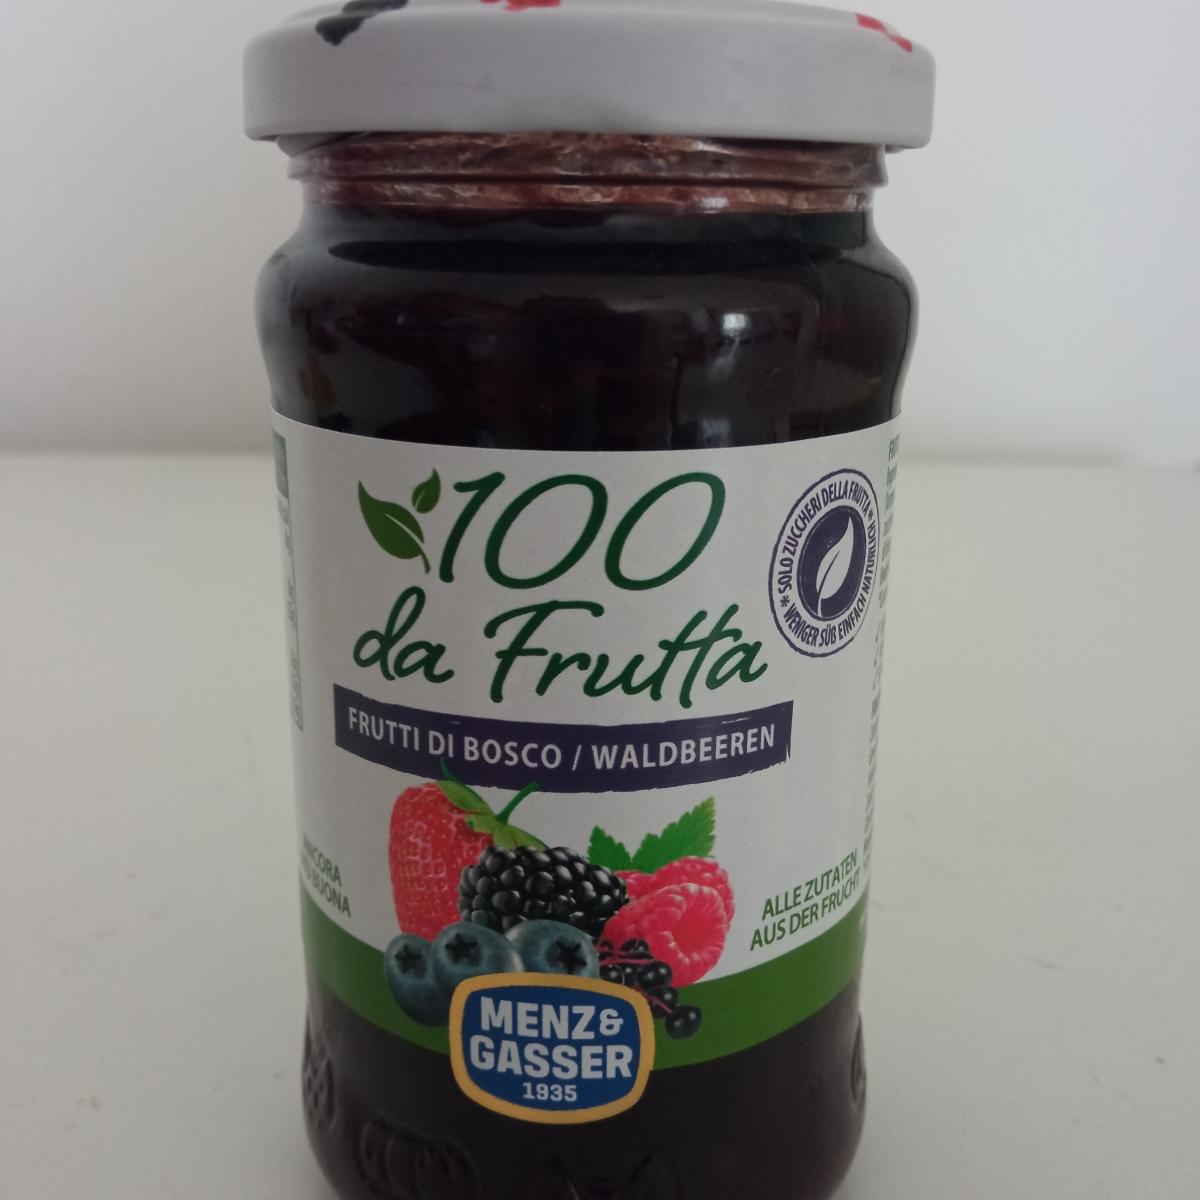 100
da Frutta
* SOLO ZUCCHERI DELLA FRUTTA *
WENIGER SÜß EINFACH NATÜRLICH!
FRUTTI DI BOSCO / WALDBEEREN
ANCORA
PIÙ BUONA
ALLE ZUTATEN
AUS DER FRUCHT
MENZ &
GASSER
1935